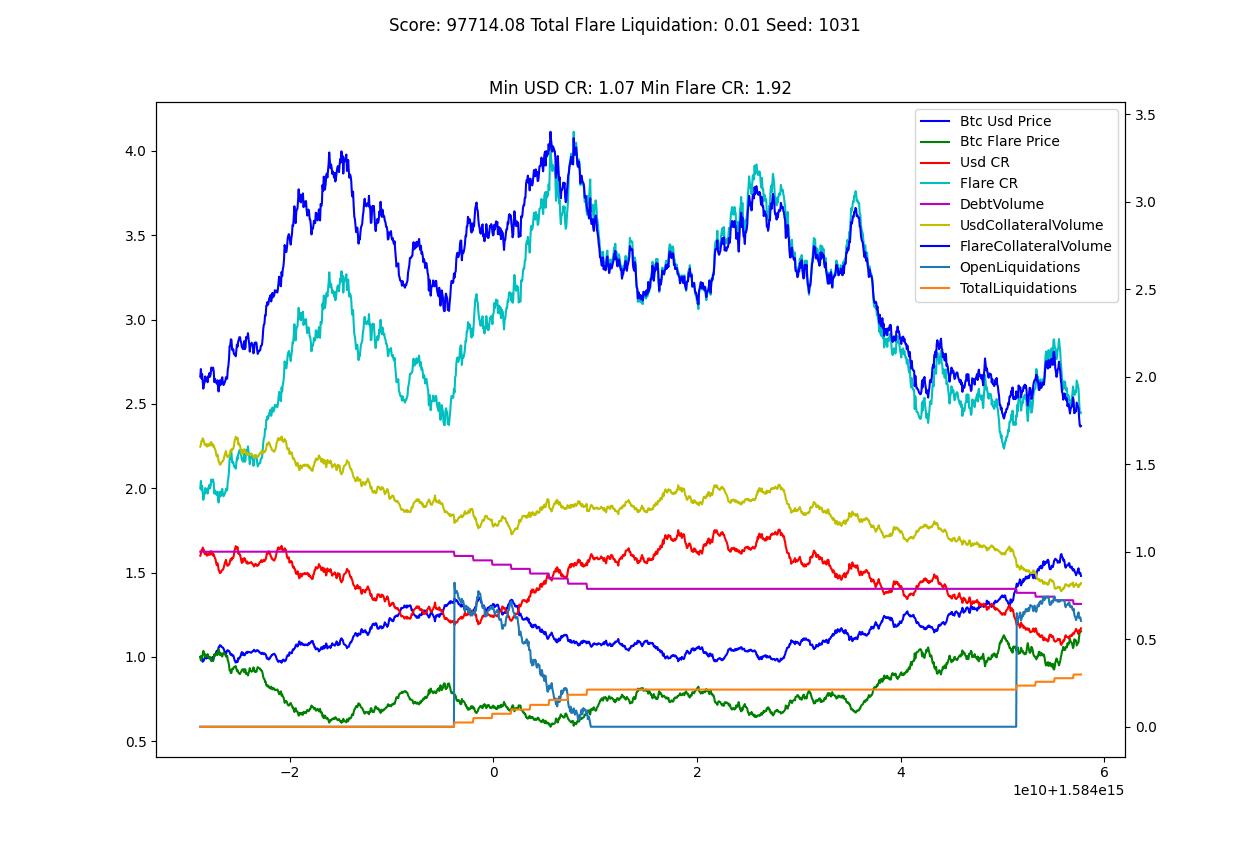 Score: 97714.08 Total Flare Liquidation: 0.01 Seed: 1031
Min USD CR: 1.07 Min Flare CR: 1.92
Btc Usd Price
Btc Flare Price
Usd CR
Flare CR
DebtVolume
UsdCollateralVolume
FlareCollateralVolume
OpenLiquidations
TotalLiquidations
4.0
3.5
3.0
2.5
2.0
1.5
1.0
0.5
3.5
3.0
2.5
2.0
1.5
1.0
0.5
0.0
−2 0 2 4 6
1e10+1.584e15